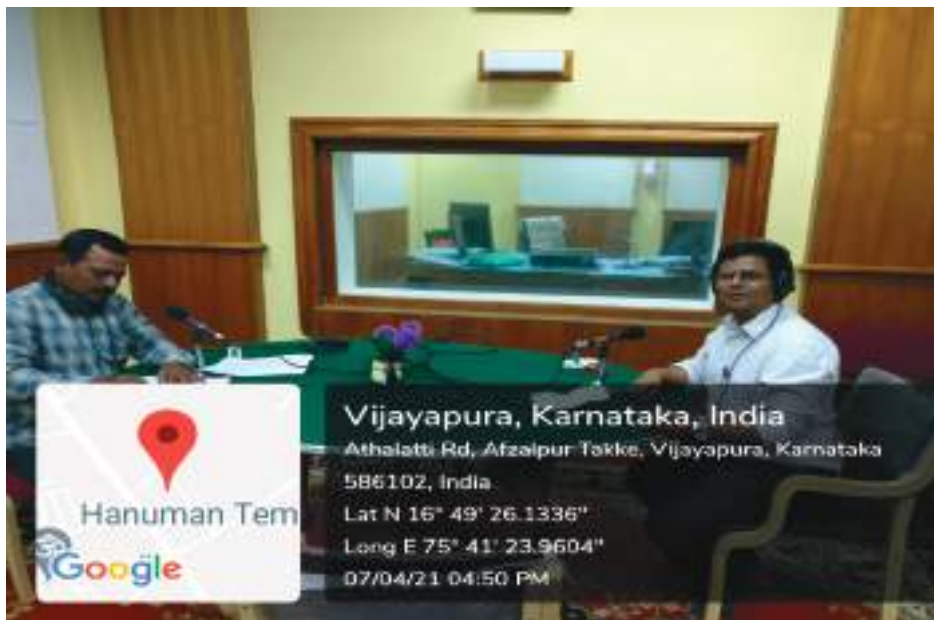 Hanuman Tem
Google
Vijayapura, Karnataka, India
Athalatti Rd, Afzalpur Takke, Vijayapura, Karnataka
586102, India
Lat N 16° 49' 26.1336"
Long E 75° 41' 23.9604"
07/04/21 04:50 PM